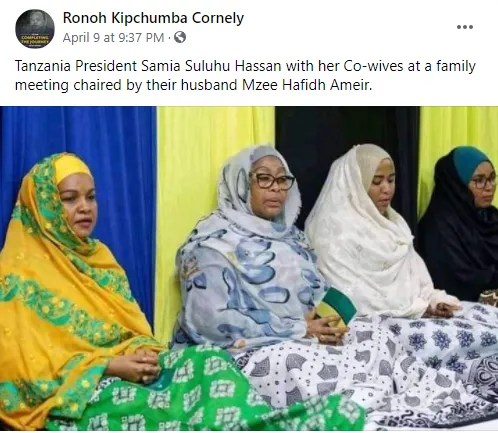 Ronoh Kipchumba Cornely
April 9 at 9:37 PM ·
Tanzania President Samia Suluhu Hassan with her Co-wives at a family
meeting chaired by their husband Mzee Hafidh Ameir.